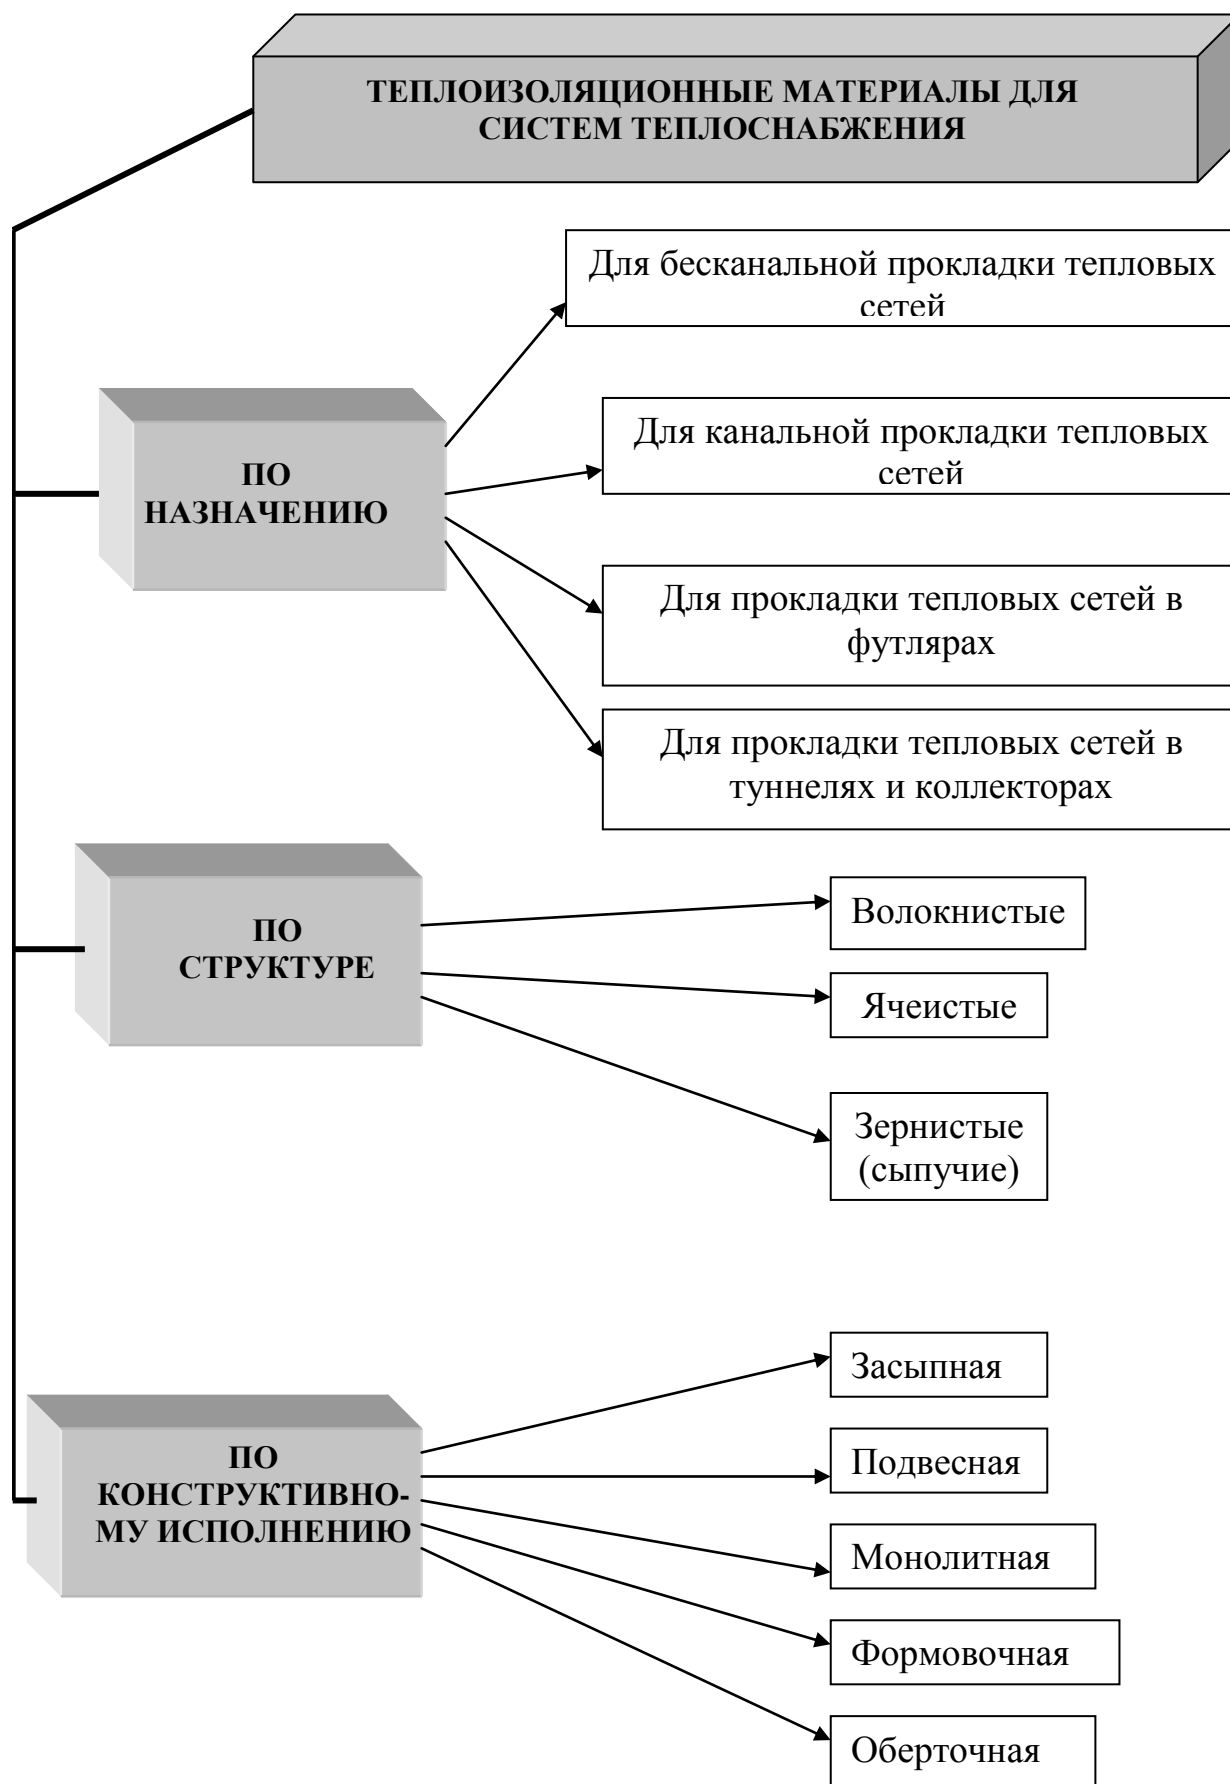 ТЕПЛОИЗОЛЯЦИОННЫЕ МАТЕРИАЛЫ ДЛЯ
СИСТЕМ ТЕПЛОСНАБЖЕНИЯ
Для бесканальной прокладки тепловых
сетей
ПО
НАЗНАЧЕНИЮ
Для канальной прокладки тепловых
сетей
Для прокладки тепловых сетей в
футлярах
Для прокладки тепловых сетей в
туннелях и коллекторах
ПО
СТРУКТУРЕ
Волокнистые
Ячеистые
Зернистые
(сыпучие)
ПО
КОНСТРУКТИВНО-
МУ ИСПОЛНЕНИЮ
Засыпная
Подвесная
Монолитная
Формовочная
Оберточная